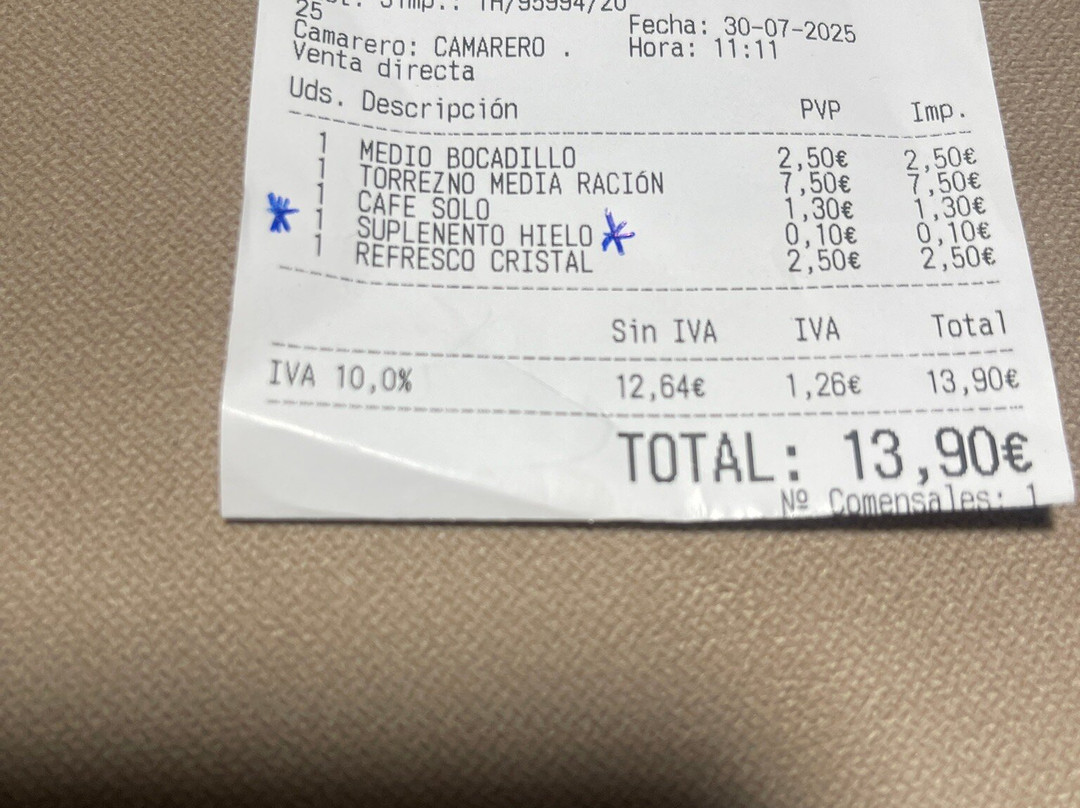 25
Fecha: 30-07-2025
Camarero: CAMARERO .
Hora: 11:11
Venta directa
Uds. Descripción PVP Imp.
1 MEDIO BOCADILLO 2,50€ 2,50€
1 TORREZNO MEDIA RACIÓN 7,50€ 7,50€
1 CAFE SOLO 1,30€ 1,30€
1 SUPLENENTO HIELO 0,10€ 0,10€
1 REFRESCO CRISTAL 2,50€ 2,50€
Sin IVA IVA Total
IVA 10,0% 12,64€ 1,26€ 13,90€
TOTAL: 13,90€
Nº Comensales: 1